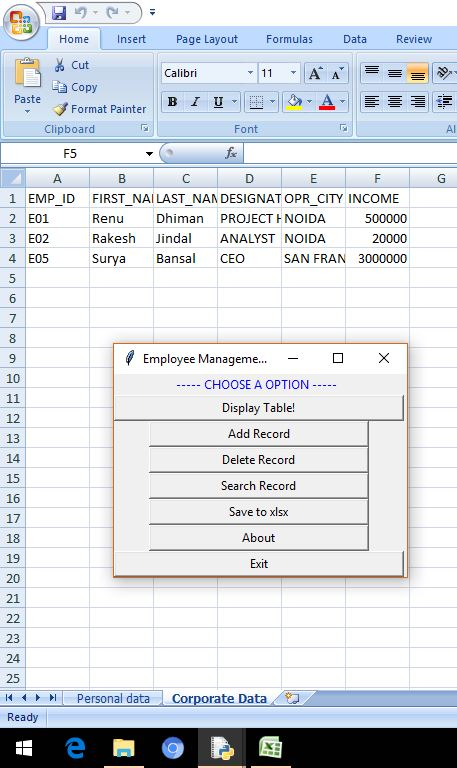 Home Insert Page Layout Formulas Data Review
Cut
Copy
Format Painter
Paste
Calibri 11 A A
B I U A
Clipboard Font
F5 fx
A B C D E F G
1 EMP_ID FIRST_NAI LAST_NAM DESIGNAT OPR_CITY INCOME
2 E01 Renu Dhiman PROJECT H NOIDA 500000
3 E02 Rakesh Jindal ANALYST NOIDA 20000
4 E05 Surya Bansal CEO SAN FRAN 3000000
5
6
7
8
9
10
11
12
13
14
15
16
17
18
19
20
21
22
23
24
25
Employee Manageme...
----- CHOOSE A OPTION -----
Display Table!
Add Record
Delete Record
Search Record
Save to xlsx
About
Exit
Personal data Corporate Data
Ready